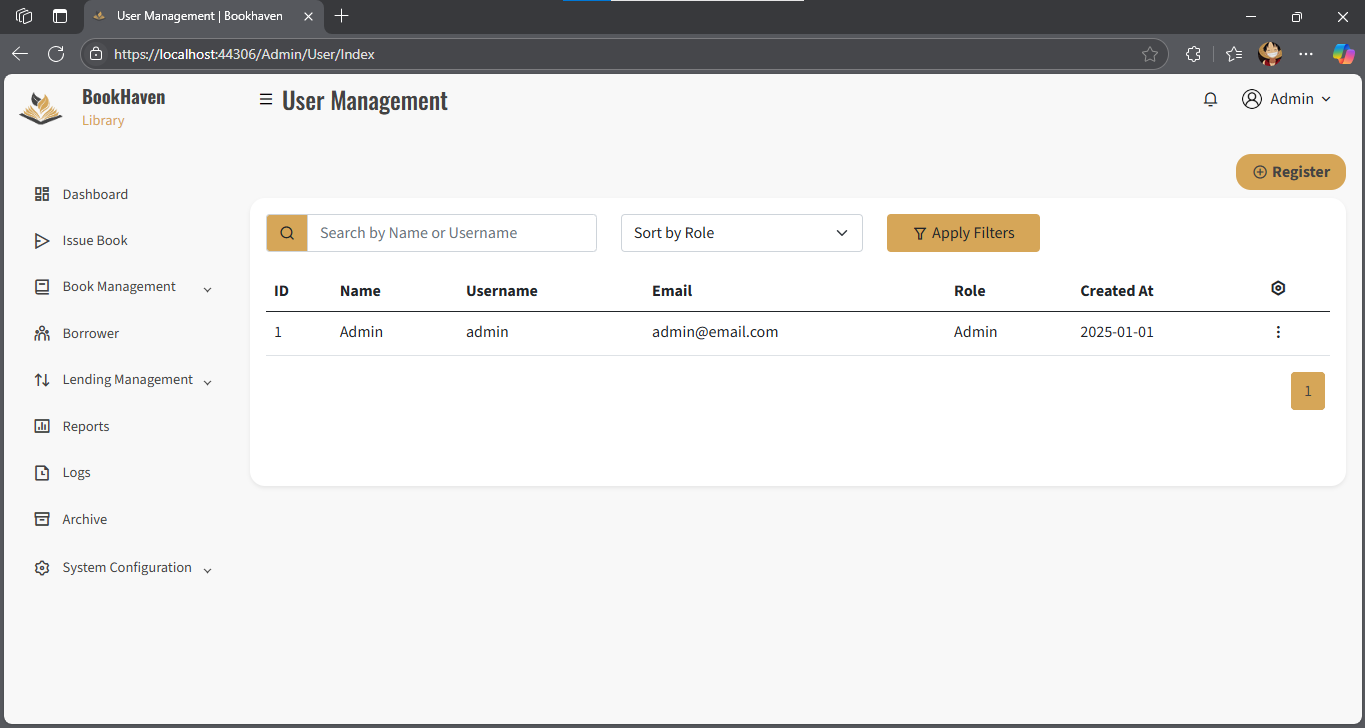 User Management | Bookhaven
https://localhost:44306/Admin/User/Index
BookHaven
Library
User Management
Admin
Register
Dashboard
Issue Book
Book Management
Borrower
Lending Management
Reports
Logs
Archive
System Configuration
Search by Name or Username
Sort by Role
Apply Filters
ID Name Username Email Role Created At
1 Admin admin admin@email.com Admin 2025-01-01
1